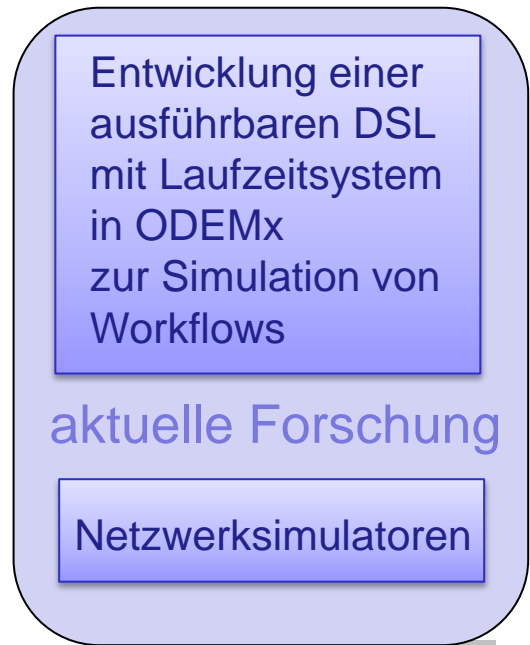 Entwicklung einer
ausführbaren DSL
mit Laufzeitsystem
in ODEMx
zur Simulation von
Workflows
aktuelle Forschung
Netzwerksimulatoren